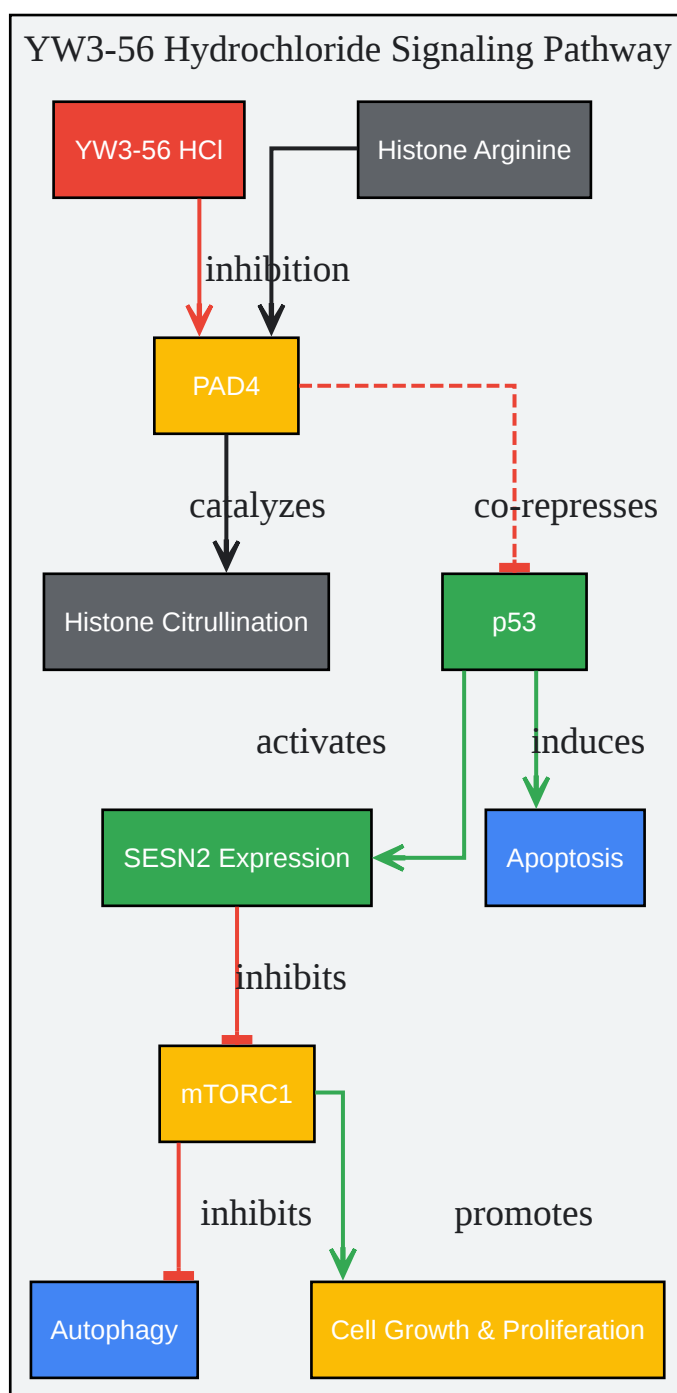 YW3-56 Hydrochloride Signaling Pathway
YW3-56 HCl
Histone Arginine
inhibition
PAD4
catalyzes
co-represses
Histone Citrullination
p53
activates
induces
SESN2 Expression
Apoptosis
inhibits
mTORC1
inhibits
promotes
Autophagy
Cell Growth & Proliferation